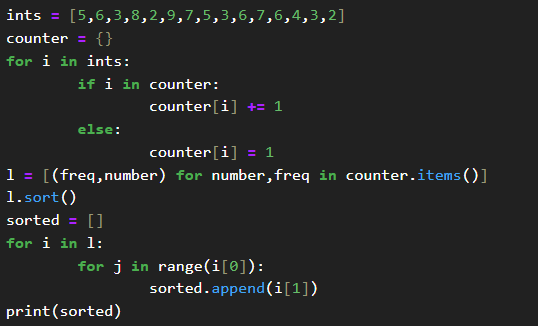 ints = [5,6,3,8,2,9,7,5,3,6,7,6,4,3,2]
counter = {}
for i in ints:
        if i in counter:
                counter[i] += 1
        else:
                counter[i] = 1
l = [(freq,number) for number,freq in counter.items()]
l.sort()
sorted = []
for i in l:
        for j in range(i[0]):
                sorted.append(i[1])
print(sorted)